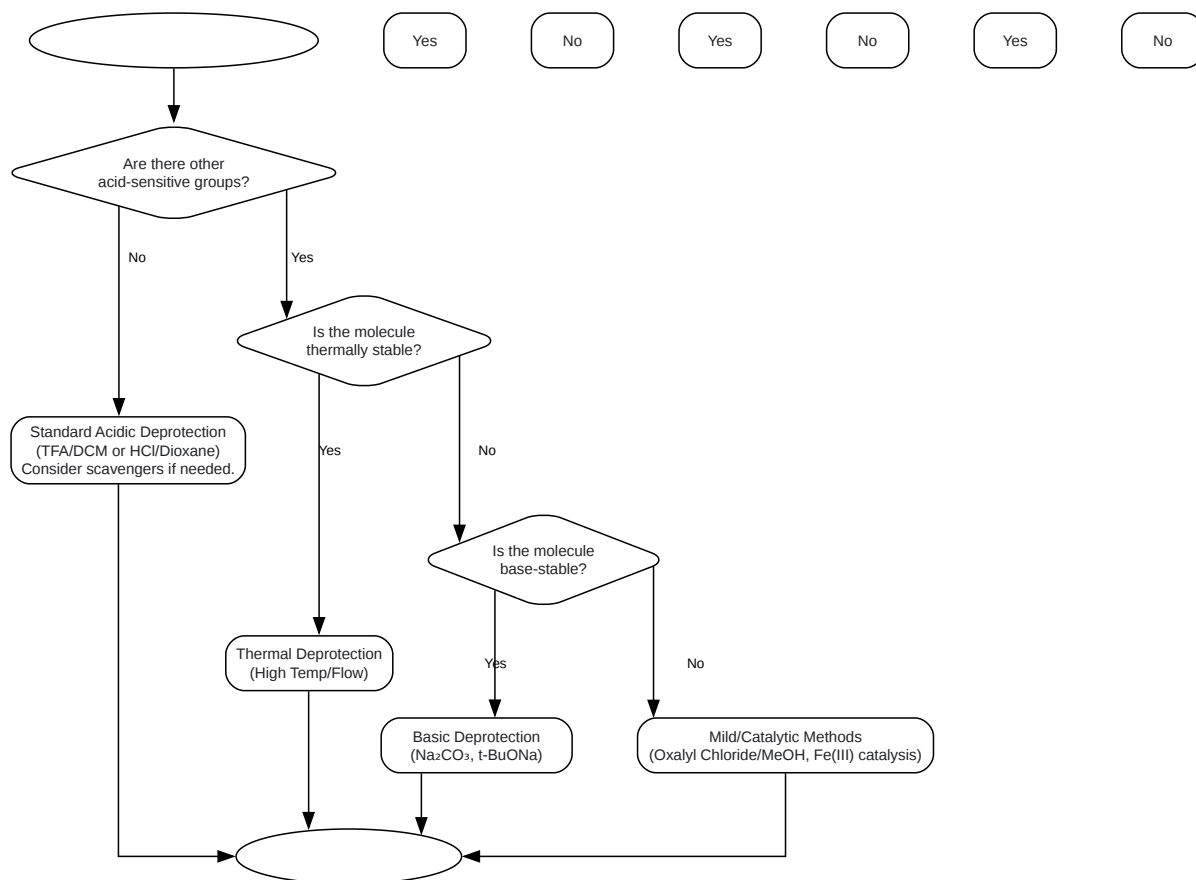 Yes
No
Yes
No
Yes
No
Are there other
acid-sensitive groups?
No
Yes
Is the molecule
thermally stable?
Standard Acidic Deprotection
(TFA/DCM or HCl/Dioxane)
Consider scavengers if needed.
Yes
No
Is the molecule
base-stable?
Thermal Deprotection
(High Temp/Flow)
Yes
No
Basic Deprotection
(Na₂CO₃, t-BuONa)
Mild/Catalytic Methods
(Oxalyl Chloride/MeOH, Fe(III) catalysis)